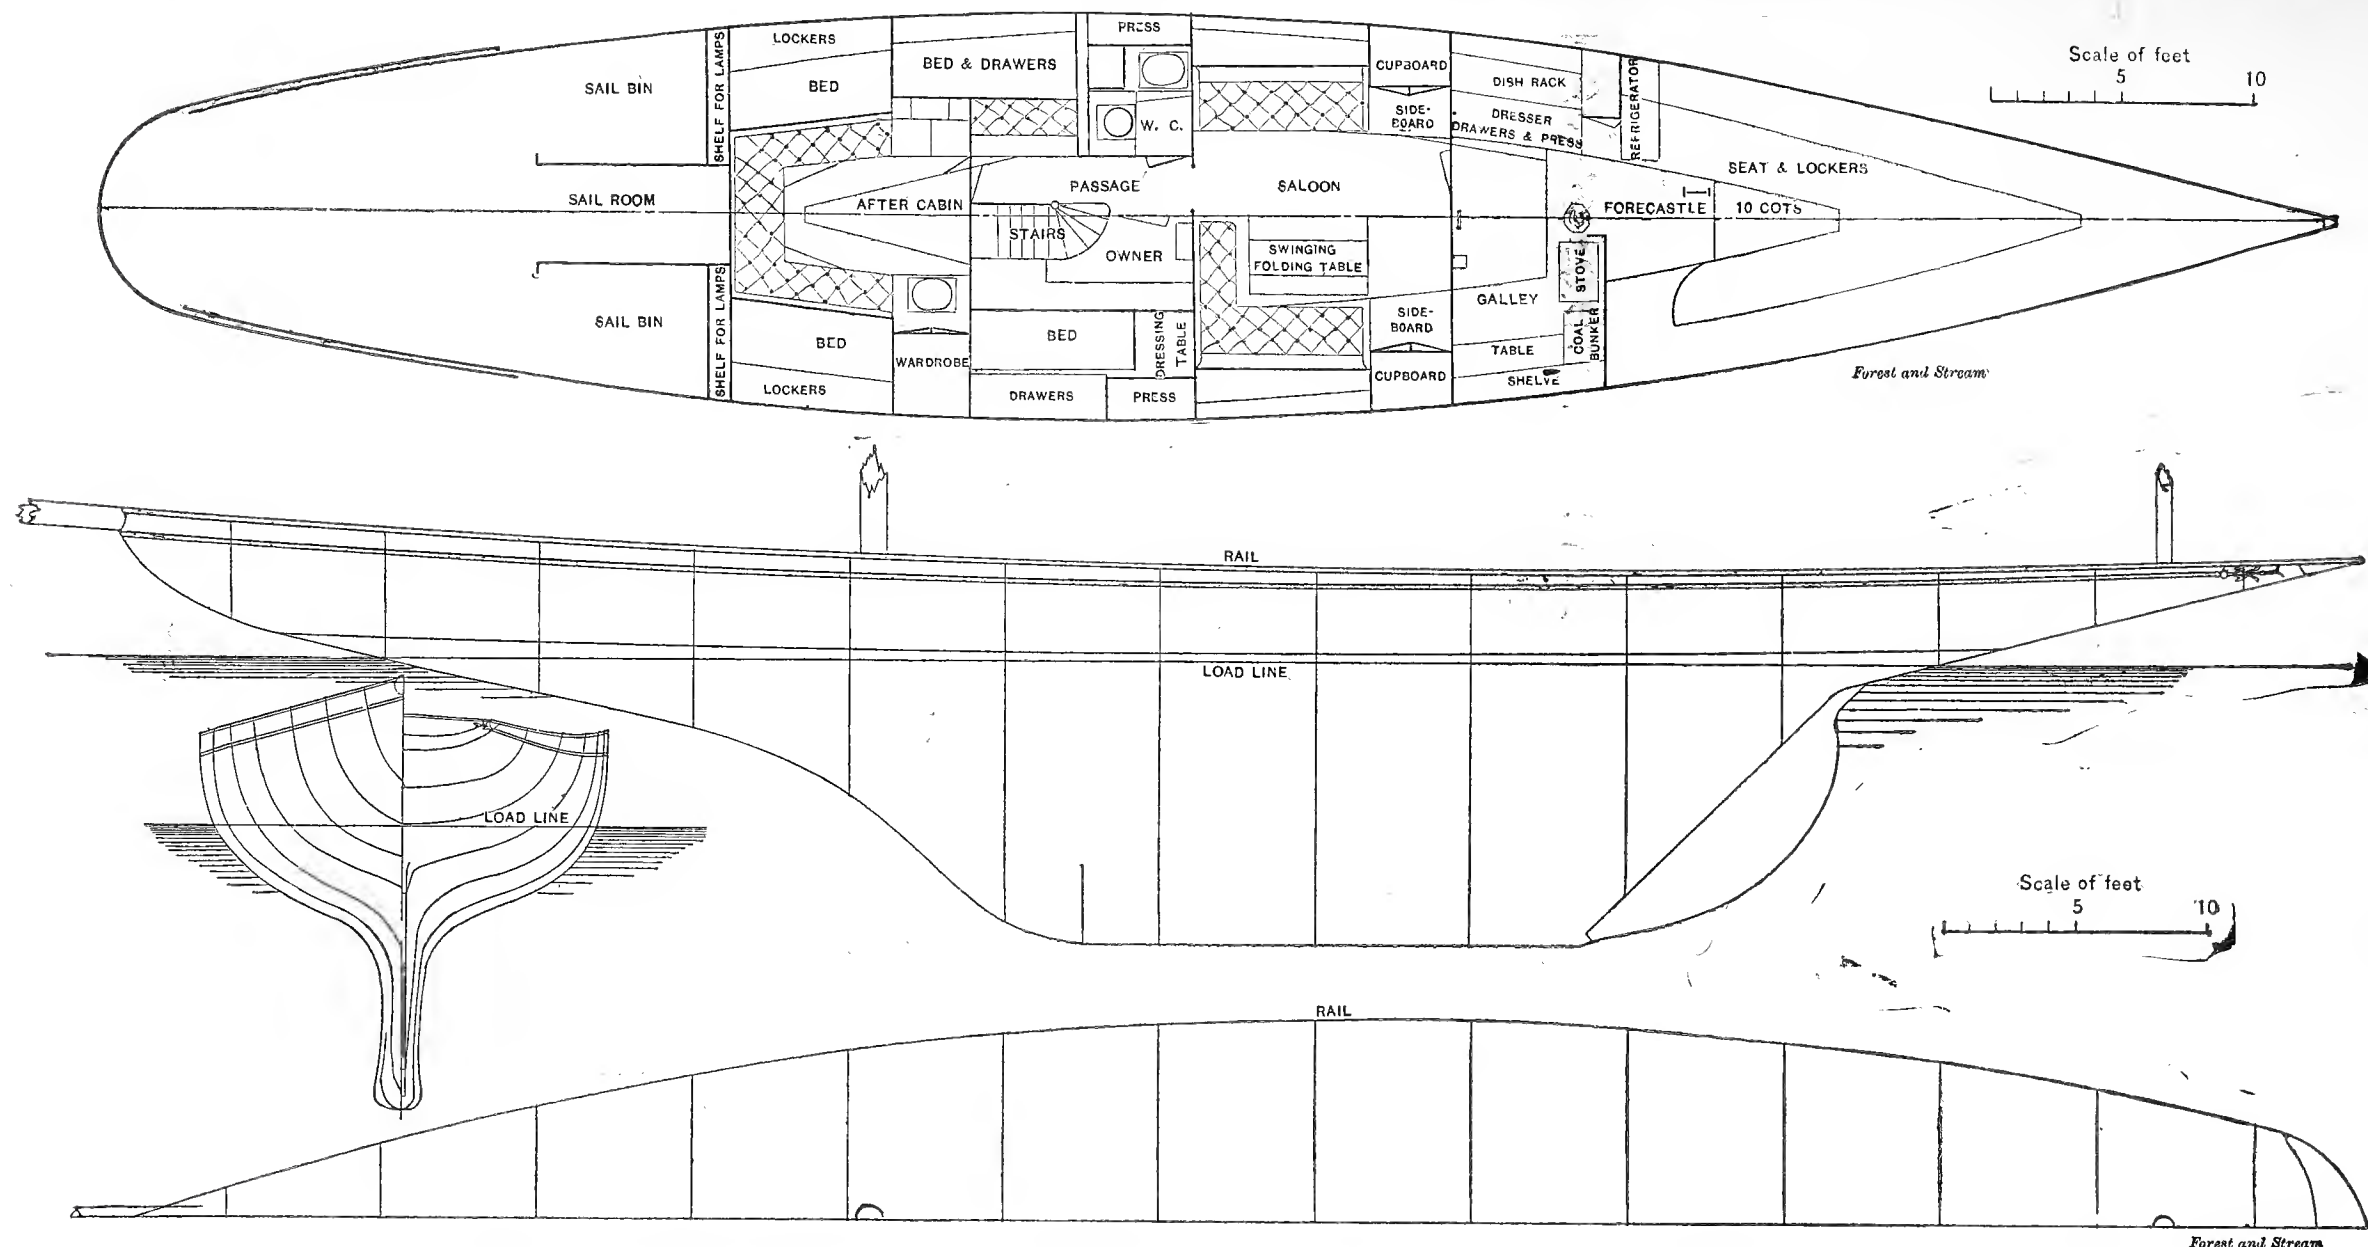 PRESS
LOCKERS
SHELF FOR LAMPS
BED & DRAWERS
CUPBOARD
REFRIGERATOR
Scale of feet
5 10
SAIL BIN
BED
DISH RACK
SIDE-
BOARD
W. C.
DRESSER
DRAWERS & PRESS
SEAT & LOCKERS
PASSAGE
SALOON
SAIL ROOM
AFTER CABIN
FORECASTLE
10 COTS
STAIRS
OWNER
SWINGING
FOLDING TABLE
STOVE
GALLEY
SAIL BIN
SHELF FOR LAMPS
BED
BED
DRESSING
TABLE
SIDE-
BOARD
COAL
BUNKER
TABLE
WARDROBE
CUPBOARD
SHELVE
LOCKERS
DRAWERS
PRESS
Forest and Stream
RAIL
LOAD LINE
LOAD LINE
Scale of feet
5 10
RAIL
Forest and Stream